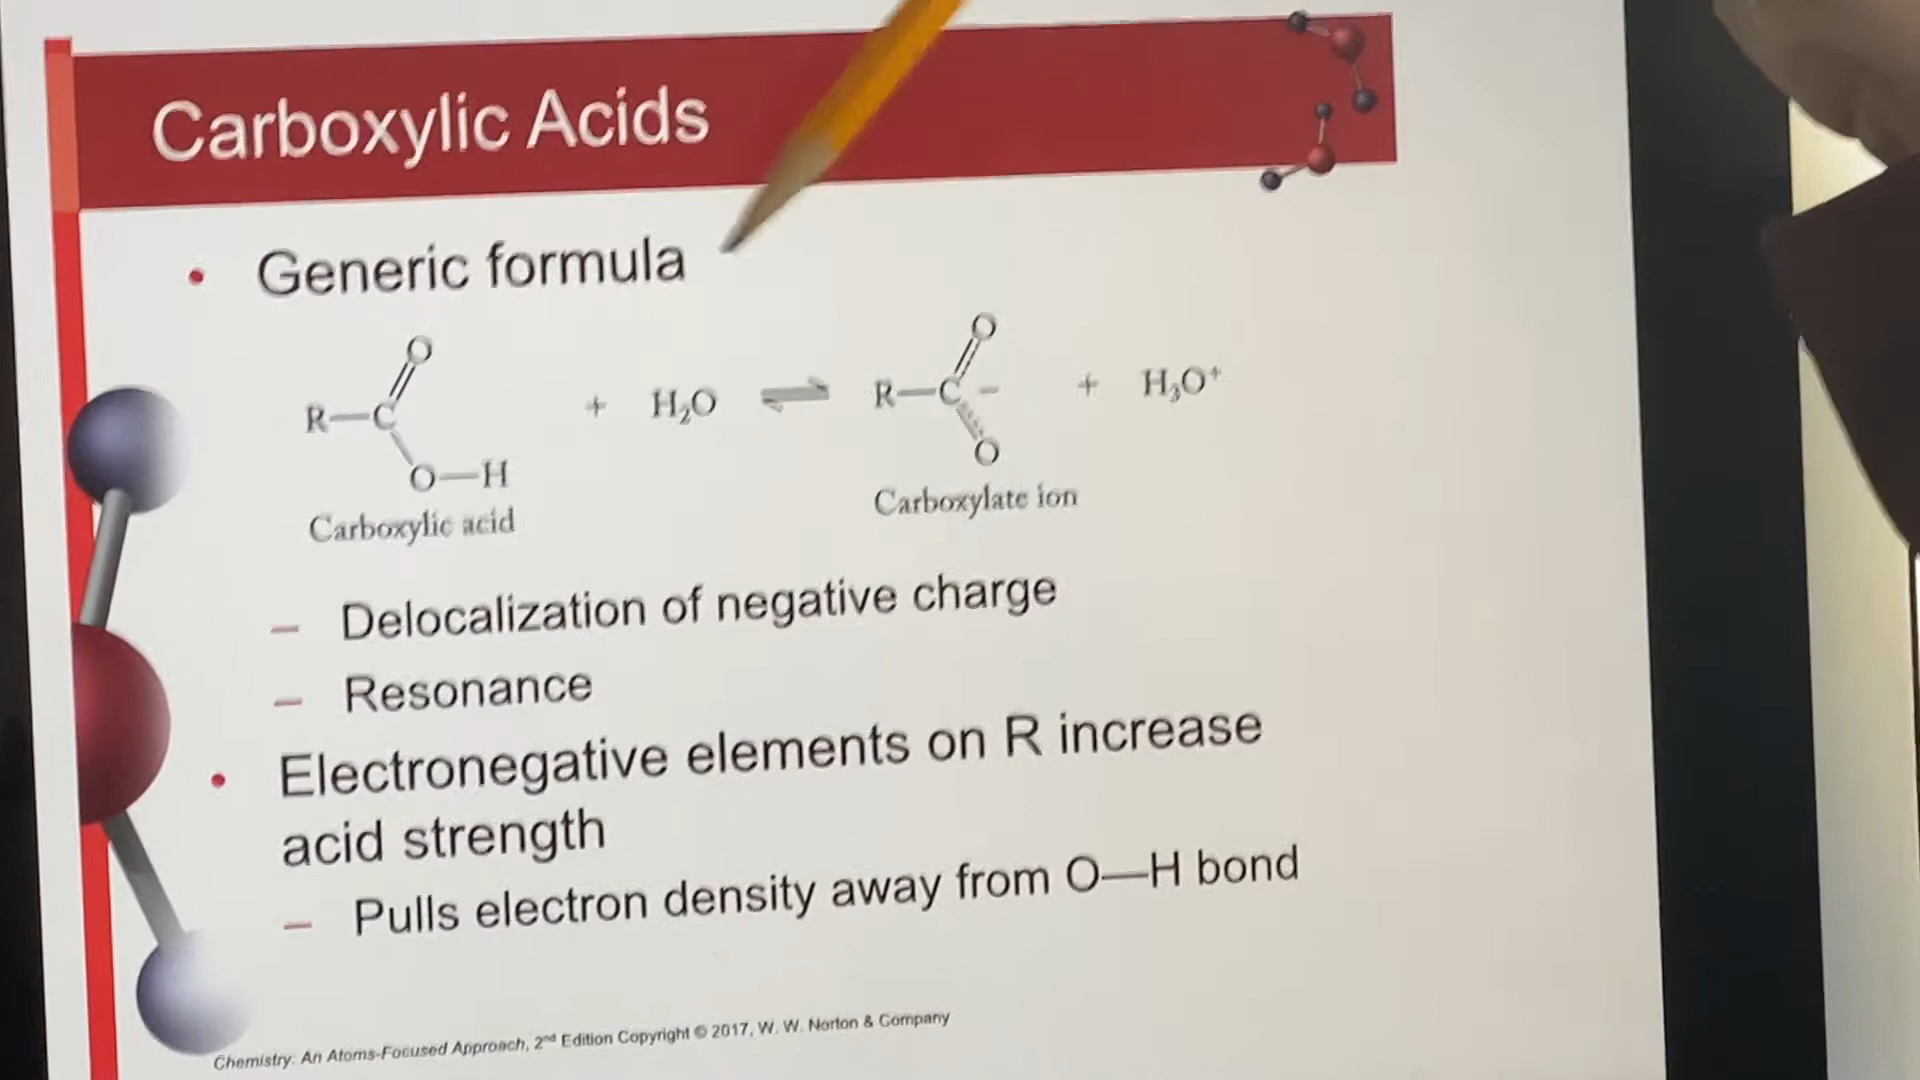 Carboxylic Acids
• Generic formula
O O
R—C + H₂O ⇌ R—C – + H₃O⁺
O—H O
Carboxylic acid Carboxylate ion
– Delocalization of negative charge
– Resonance
• Electronegative elements on R increase
acid strength
– Pulls electron density away from O—H bond
Chemistry: An Atoms-Focused Approach, 2nd Edition Copyright © 2017, W. W. Norton & Company